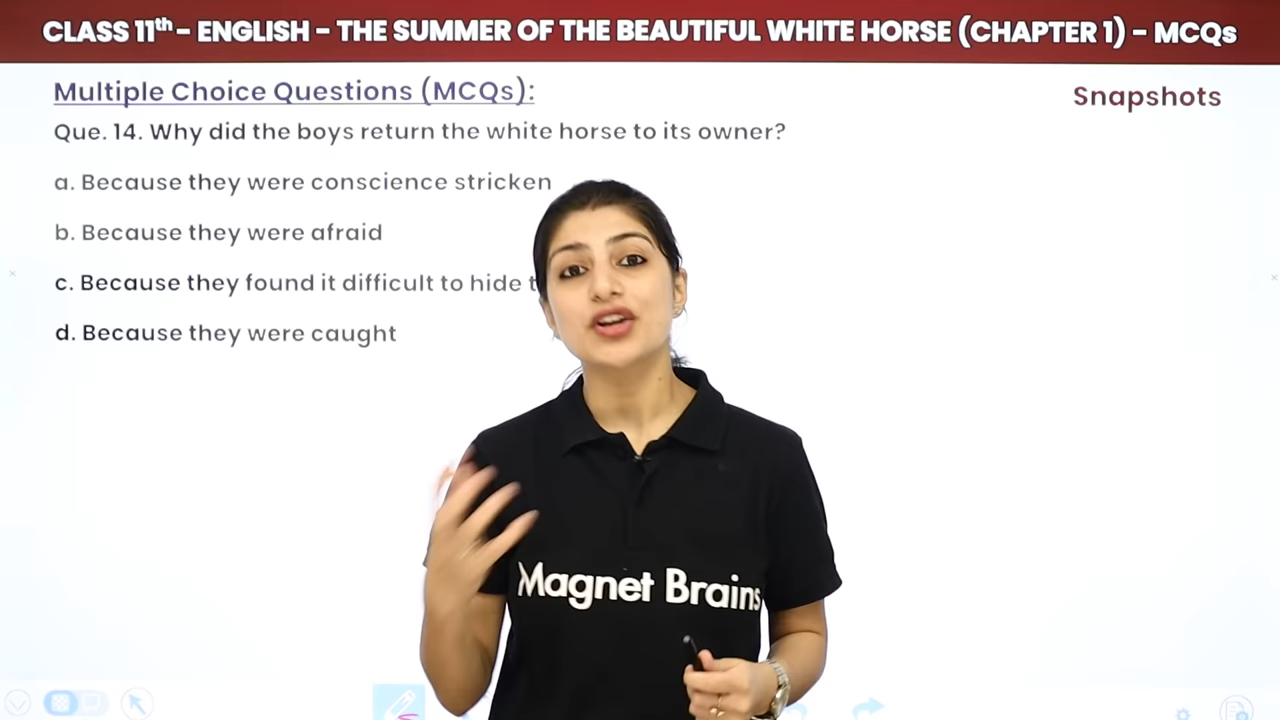 CLASS 11th - ENGLISH - THE SUMMER OF THE BEAUTIFUL WHITE HORSE (CHAPTER 1) - MCQs
Multiple Choice Questions (MCQs):
Snapshots
Que. 14. Why did the boys return the white horse to its owner?
a. Because they were conscience stricken
b. Because they were afraid
c. Because they found it difficult to hide
d. Because they were caught
Magnet Brains